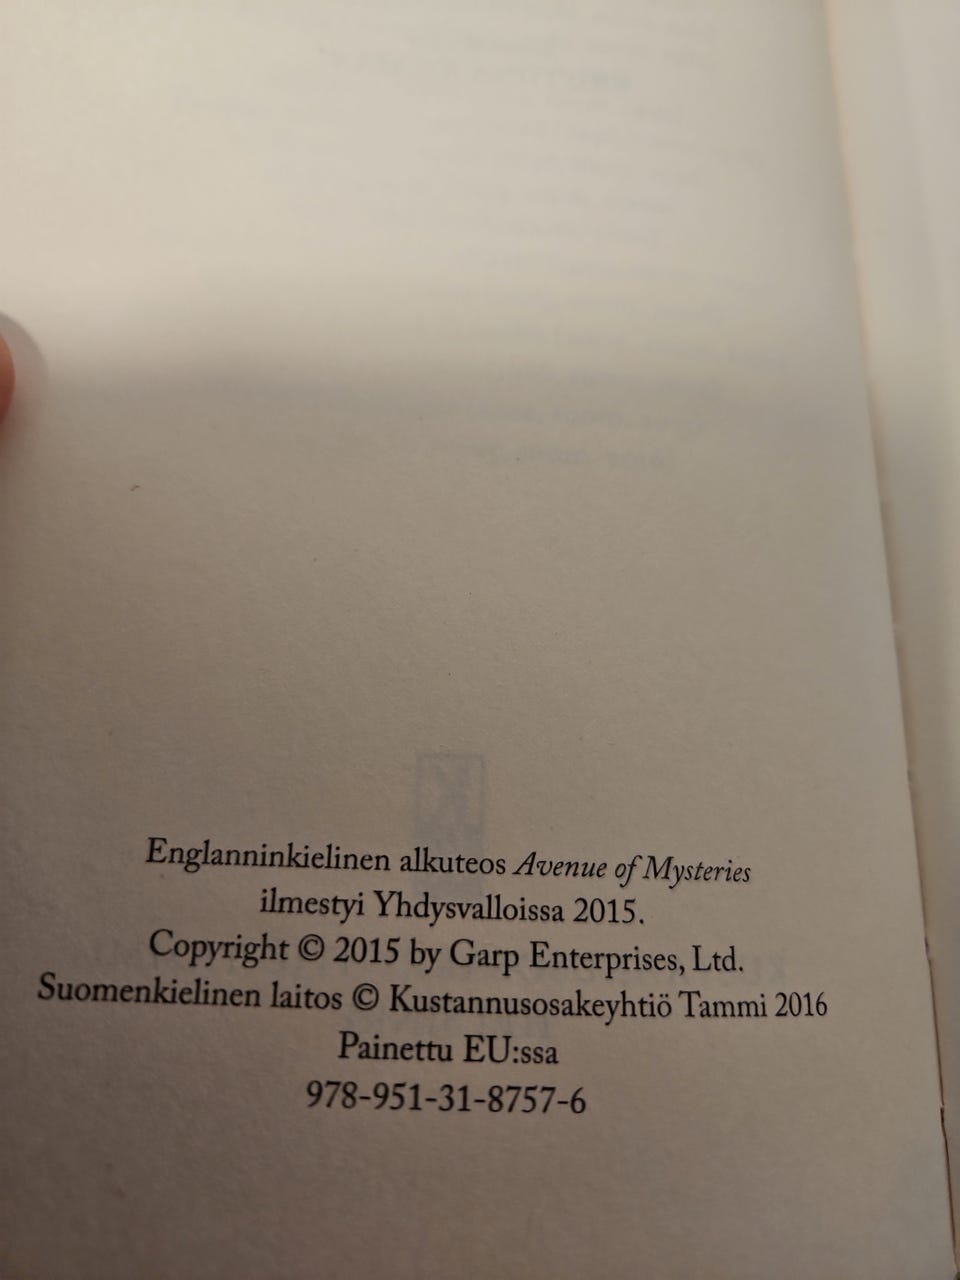 Englanninkielinen alkuteos Avenue of Mysteries
ilmestyi Yhdysvalloissa 2015.
Copyright © 2015 by Garp Enterprises, Ltd.
Suomenkielinen laitos © Kustannusosakeyhtiö Tammi 2016
Painettu EU:ssa
978-951-31-8757-6